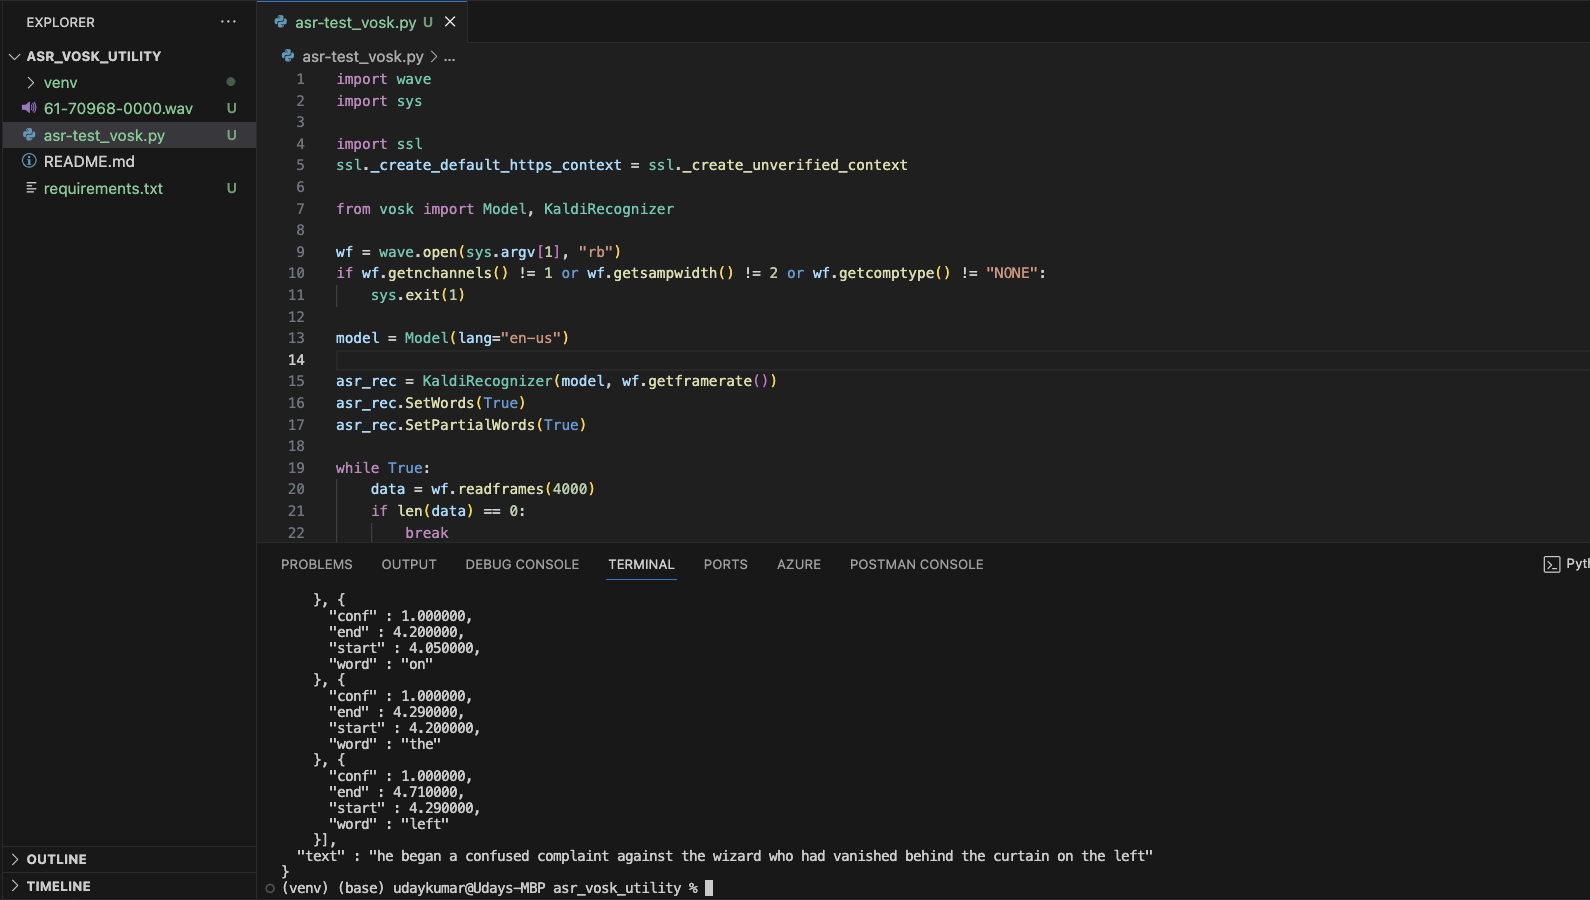 EXPLORER ...
ASR_VOSK_UTILITY
venv
61-70968-0000.wav U
asr-test_vosk.py U
README.md
requirements.txt U
OUTLINE
TIMELINE
asr-test_vosk.py U
asr-test_vosk.py > ...
1 import wave
2 import sys
3
4 import ssl
5 ssl._create_default_https_context = ssl._create_unverified_context
6
7 from vosk import Model, KaldiRecognizer
8
9 wf = wave.open(sys.argv[1], "rb")
10 if wf.getnchannels() != 1 or wf.getsampwidth() != 2 or wf.getcomptype() != "NONE":
11     sys.exit(1)
12
13 model = Model(lang="en-us")
14
15 asr_rec = KaldiRecognizer(model, wf.getframerate())
16 asr_rec.SetWords(True)
17 asr_rec.SetPartialWords(True)
18
19 while True:
20     data = wf.readframes(4000)
21     if len(data) == 0:
22         break
PROBLEMS OUTPUT DEBUG CONSOLE TERMINAL PORTS AZURE POSTMAN CONSOLE Pyth
    }, {
      "conf" : 1.000000,
      "end" : 4.200000,
      "start" : 4.050000,
      "word" : "on"
    }, {
      "conf" : 1.000000,
      "end" : 4.290000,
      "start" : 4.200000,
      "word" : "the"
    }, {
      "conf" : 1.000000,
      "end" : 4.710000,
      "start" : 4.290000,
      "word" : "left"
    }],
  "text" : "he began a confused complaint against the wizard who had vanished behind the curtain on the left"
}
(venv) (base) udaykumar@Udays-MBP asr_vosk_utility %